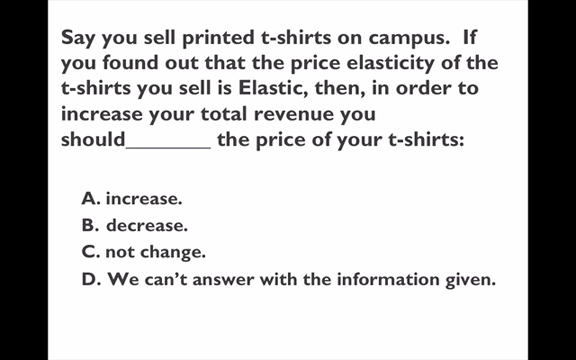 Say you sell printed t-shirts on campus. If
you found out that the price elasticity of the
t-shirts you sell is Elastic, then, in order to
increase your total revenue you
should________ the price of your t-shirts:
A. increase.
B. decrease.
C. not change.
D. We can't answer with the information given.